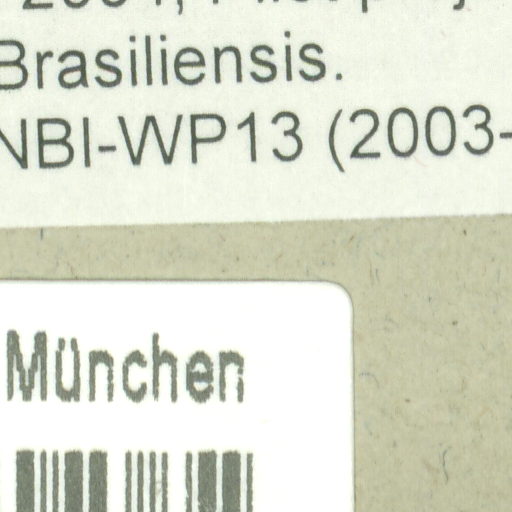 Brasiliensis.
NBI-WP13 (2003-
München